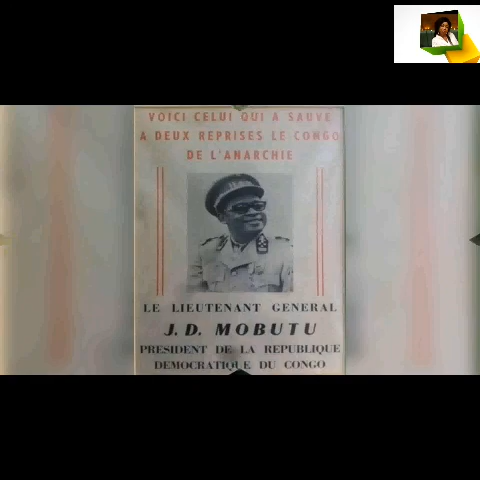 VOICI CELUI QUI A SAUVE
A DEUX REPRISES LE CONGO
DE L'ANARCHIE
LE LIEUTENANT GENERAL
J.D. MOBUTU
PRESIDENT DE LA REPUBLIQUE
DEMOCRATIQUE DU CONGO